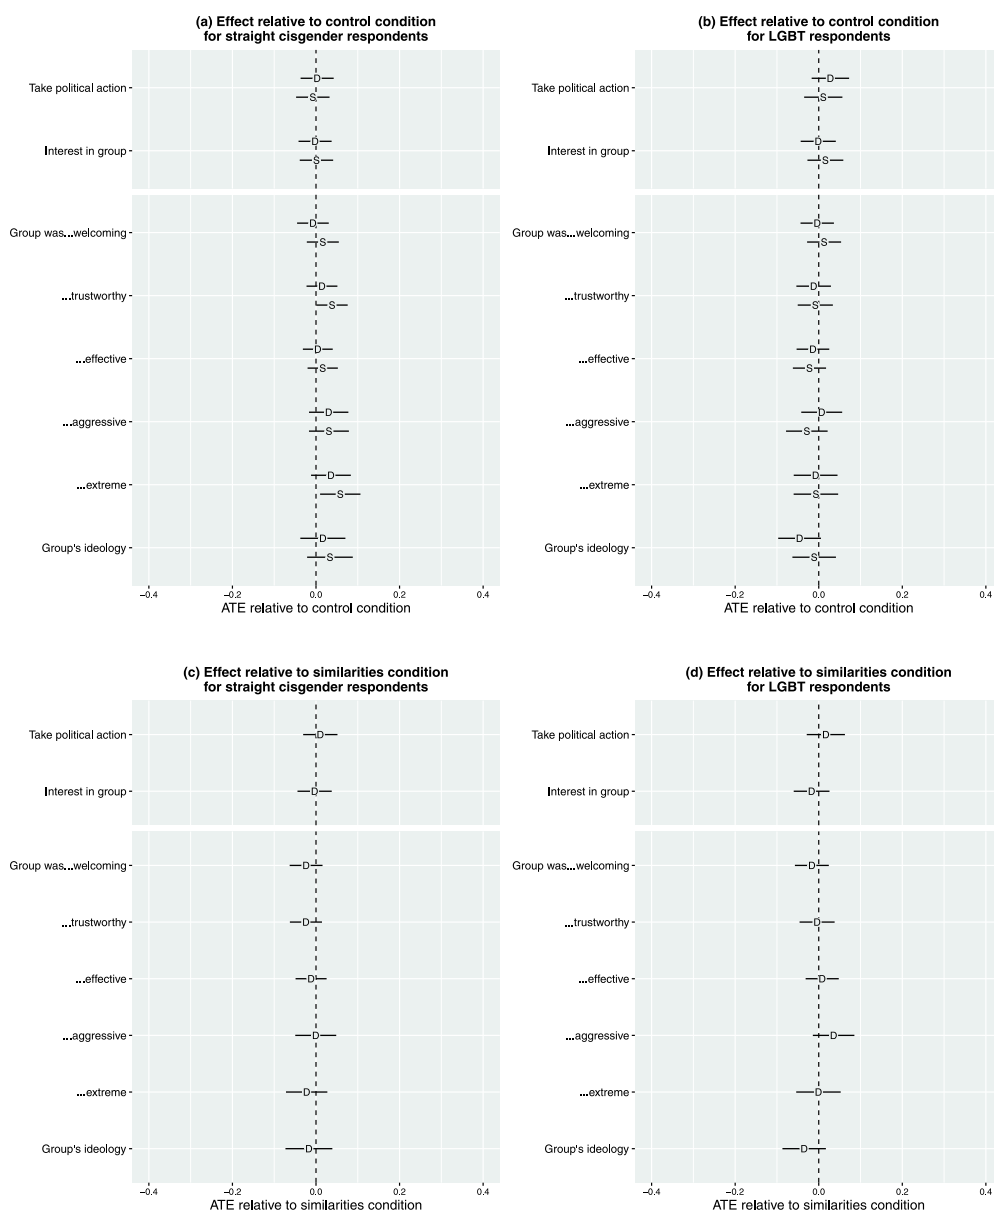 (a) Effect relative to control condition
for straight cisgender respondents
Take political action
D
S
Interest in group
D
S
Group was...welcoming
D
S
...trustworthy
D
S
...effective
D
S
...aggressive
D
S
...extreme
D
S
Group's ideology
D
S
−0.4 −0.2 0.0 0.2 0.4
ATE relative to control condition
(b) Effect relative to control condition
for LGBT respondents
Take political action
D
S
Interest in group
D
S
Group was...welcoming
D
S
...trustworthy
D
S
...effective
D
S
...aggressive
D
S
...extreme
D
S
Group's ideology
D
S
−0.4 −0.2 0.0 0.2 0.4
ATE relative to control condition
(c) Effect relative to similarities condition
for straight cisgender respondents
Take political action
D
Interest in group
D
Group was...welcoming
D
...trustworthy
D
...effective
D
...aggressive
D
...extreme
D
Group's ideology
D
−0.4 −0.2 0.0 0.2 0.4
ATE relative to similarities condition
(d) Effect relative to similarities condition
for LGBT respondents
Take political action
D
Interest in group
D
Group was...welcoming
D
...trustworthy
D
...effective
D
...aggressive
D
...extreme
D
Group's ideology
D
−0.4 −0.2 0.0 0.2 0.4
ATE relative to similarities condition